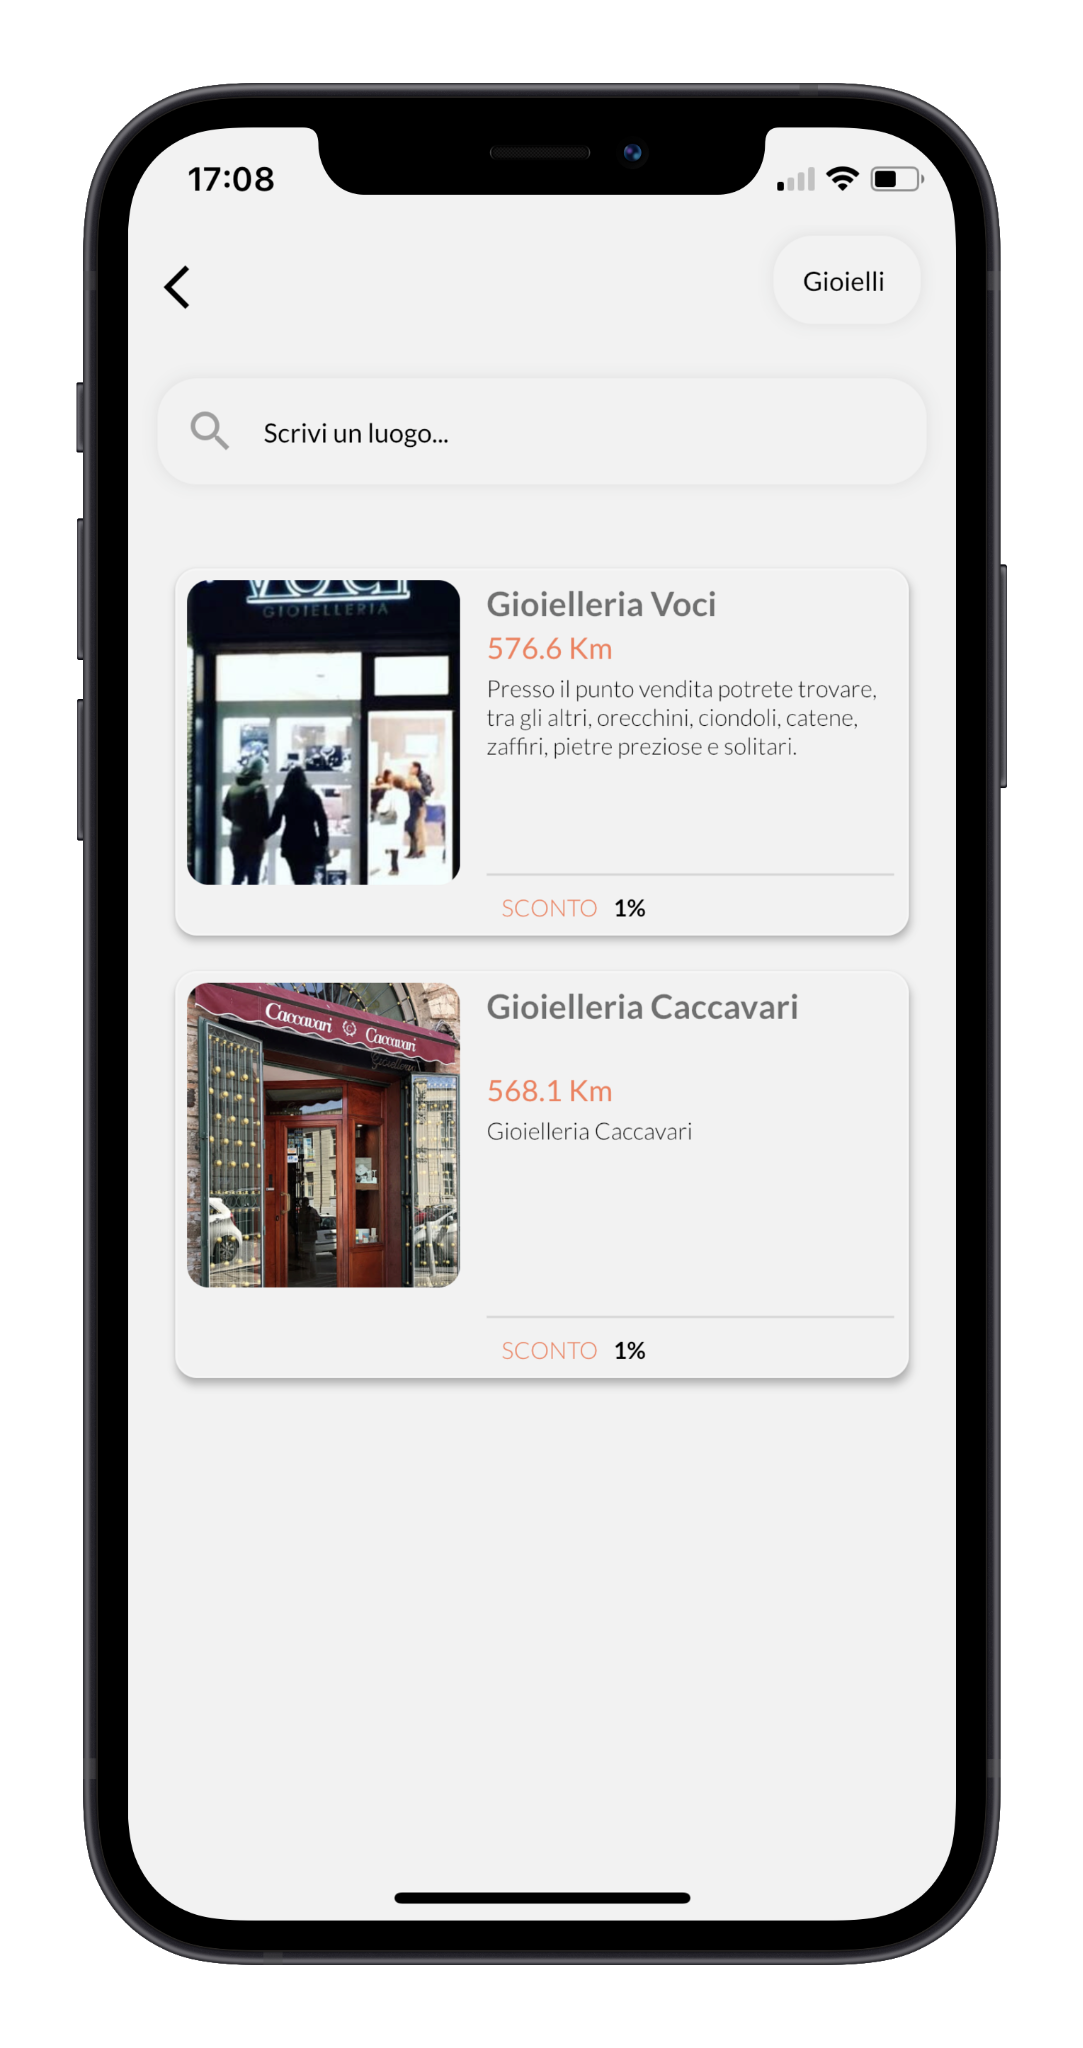 17:08
Gioielli
Scrivi un luogo...
VOCI
GIOIELLERIA
Gioielleria Voci
576.6 Km
Presso il punto vendita potrete trovare,
tra gli altri, orecchini, ciondoli, catene,
zaffiri, pietre preziose e solitari.
SCONTO 1%
Caccavari C Caccavari
Gioielleria
Gioielleria Caccavari
568.1 Km
Gioielleria Caccavari
SCONTO 1%